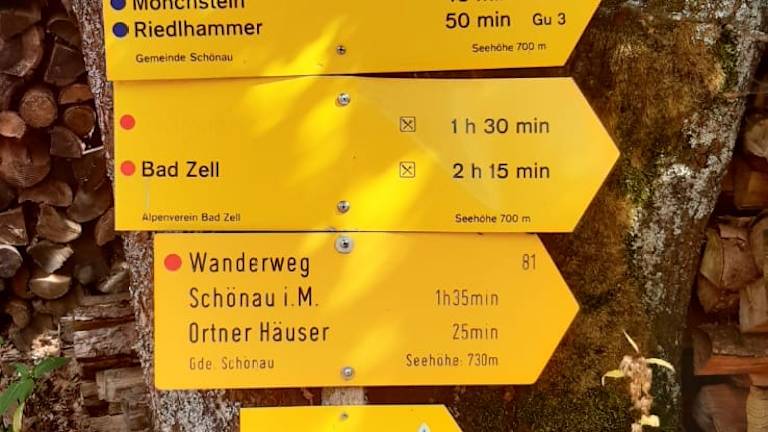 Mönchstein
Riedlhammer 50 min Gu 3
Gemeinde Schönau Seehöhe 700 m
1 h 30 min
Bad Zell 2 h 15 min
Alpenverein Bad Zell Seehöhe 700 m
Wanderweg 81
Schönau i.M. 1h35min
Ortner Häuser 25min
Gde. Schönau Seehöhe: 730m